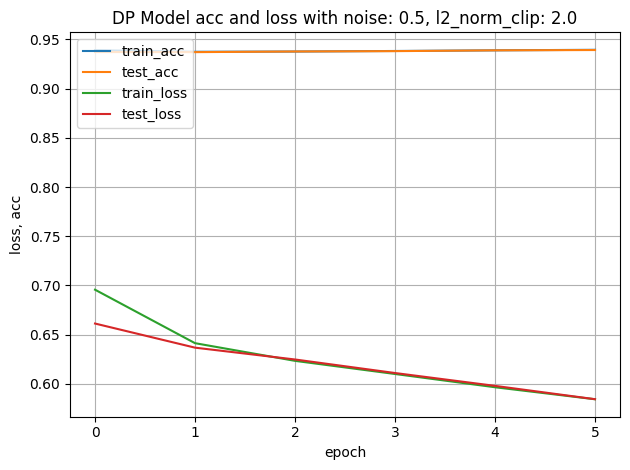 DP Model acc and loss with noise: 0.5, l2_norm_clip: 2.0
0.95
0.90
0.85
0.80
0.75
0.70
0.65
0.60
loss, acc
train_acc
test_acc
train_loss
test_loss
0 1 2 3 4 5
epoch